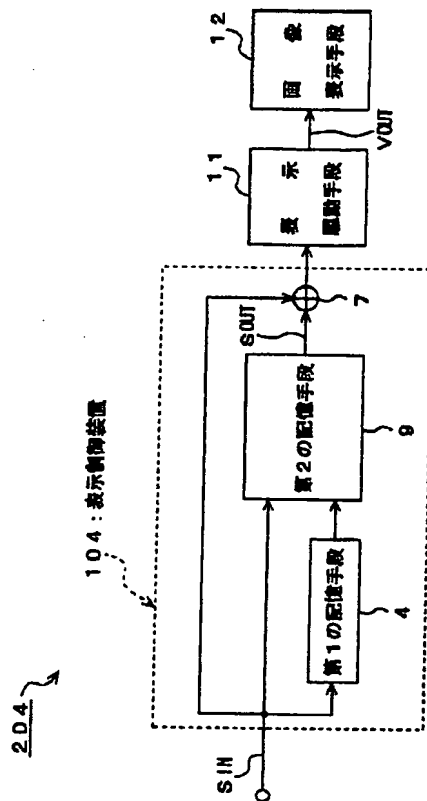 204
104：表示制御装置
SIN
第1の記憶手段
4
第2の記憶手段
9
SOUT
7
11
表示
駆動手段
VOUT
12
画像
表示手段